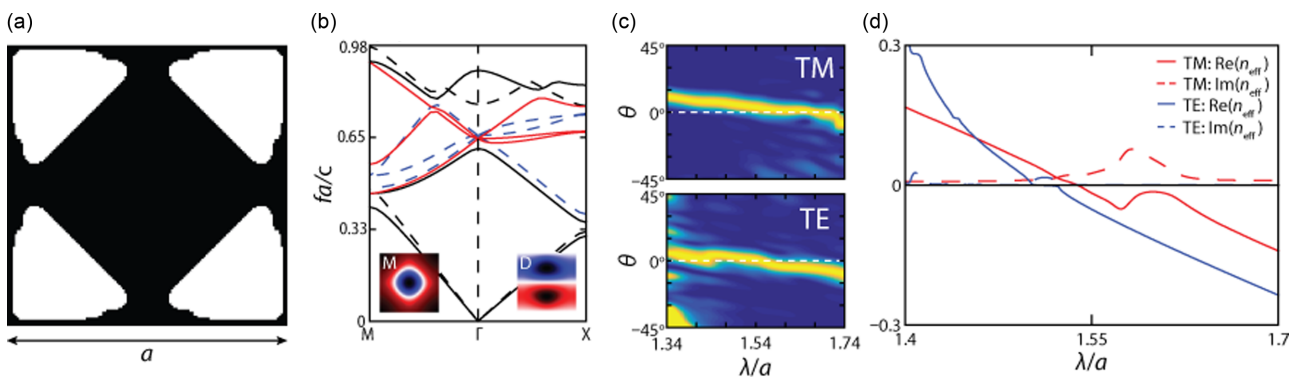 (a)
a
(b)
fa/c
0.98
0.65
0.33
0
M
Γ
X
M
D
(c)
θ
45°
0°
−45°
TM
θ
45°
0°
−45°
TE
1.34
1.54
1.74
λ/a
(d)
0.3
0
−0.3
TM: Re(neff)
TM: Im(neff)
TE: Re(neff)
TE: Im(neff)
1.4
1.55
1.7
λ/a